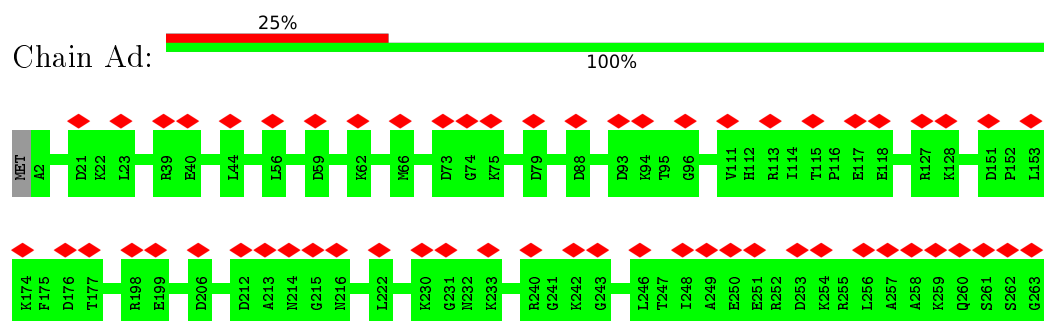 25%
Chain Ad:
100%
MET A2 D21 K22 L23 R39 E40 L44 L56 D59 K62 M66 D73 G74 K75 D79 D88 D93 K94 T95 G96 V111 H112 R113 I114 T115 P116 E117 E118 R127 K128 D151 P152 L153
K174 F175 D176 T177 R198 E199 D206 D212 A213 N214 G215 N216 L222 K230 G231 N232 K233 R240 G241 K242 G243 L246 T247 I248 A249 E250 E251 R252 D253 K254 R255 L256 A257 A258 K259 Q260 S261 S262 G263